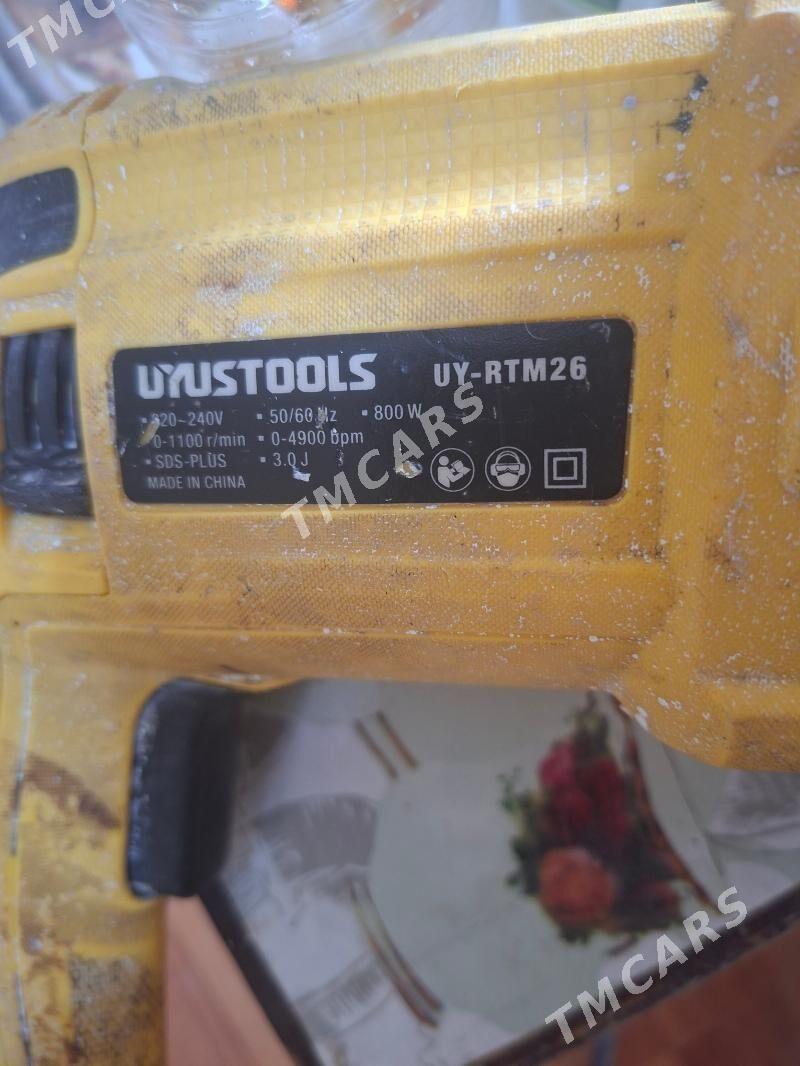 TMCARS
UYUSTOOLS UY-RTM26
220-240V 50/60 Hz 800 W
0-1100 r/min 0-4900 bpm
SDS-PLUS 3.0 J
MADE IN CHINA
TMCARS
TMCARS